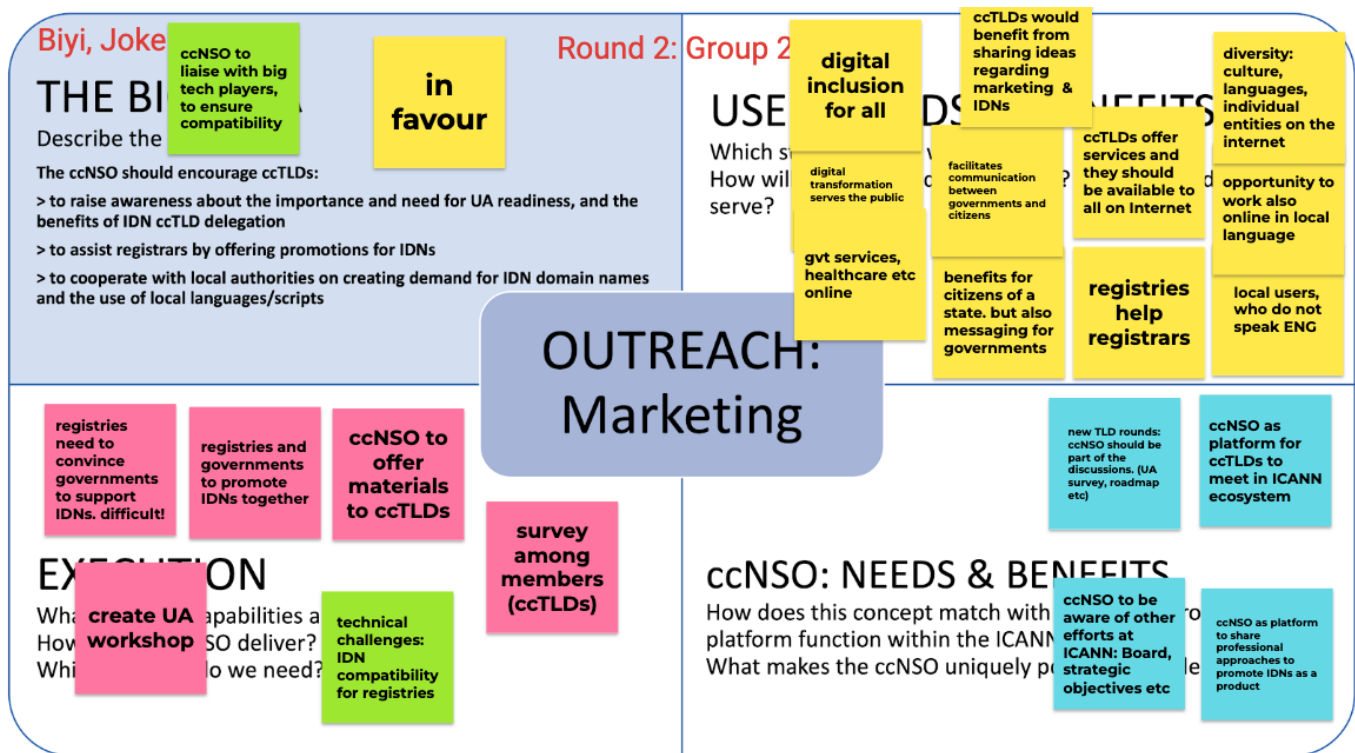 Biyi, Joke
Round 2: Group 2
THE BI
Describe the
The ccNSO should encourage ccTLDs:
> to raise awareness about the importance and need for UA readiness, and the
benefits of IDN ccTLD delegation
> to assist registrars by offering promotions for IDNs
> to cooperate with local authorities on creating demand for IDN domain names
and the use of local languages/scripts
ccNSO to
liaise with big
tech players,
to ensure
compatibility
in
favour
USE
Which
How will
serve?
digital
inclusion
for all
ccTLDs would
benefit from
sharing ideas
regarding
marketing &
IDNs
diversity:
culture,
languages,
individual
entities on the
internet
digital
transformation
serves the public
facilitates
communication
between
governments and
citizens
ccTLDs offer
services and
they should
be available to
all on Internet
opportunity to
work also
online in local
language
gvt services,
healthcare etc
online
benefits for
citizens of a
state. but also
messaging for
governments
registries
help
registrars
local users,
who do not
speak ENG
OUTREACH:
Marketing
registries
need to
convince
governments
to support
IDNs. difficult!
registries and
governments
to promote
IDNs together
ccNSO to
offer
materials
to ccTLDs
survey
among
members
(ccTLDs)
EXECUTION
deliver?
do we need?
create UA
workshop
technical
challenges:
IDN
compatibility
for registries
new TLD rounds:
ccNSO should be
part of the
discussions. (UA
survey, roadmap
etc)
ccNSO as
platform for
ccTLDs to
meet in ICANN
ecosystem
ccNSO: NEEDS & BENEFITS
How does this concept match with
platform function within the ICANN
What makes the ccNSO uniquely
ccNSO to be
aware of other
efforts at
ICANN: Board,
strategic
objectives etc
ccNSO as platform
to share
professional
approaches to
promote IDNs as a
product